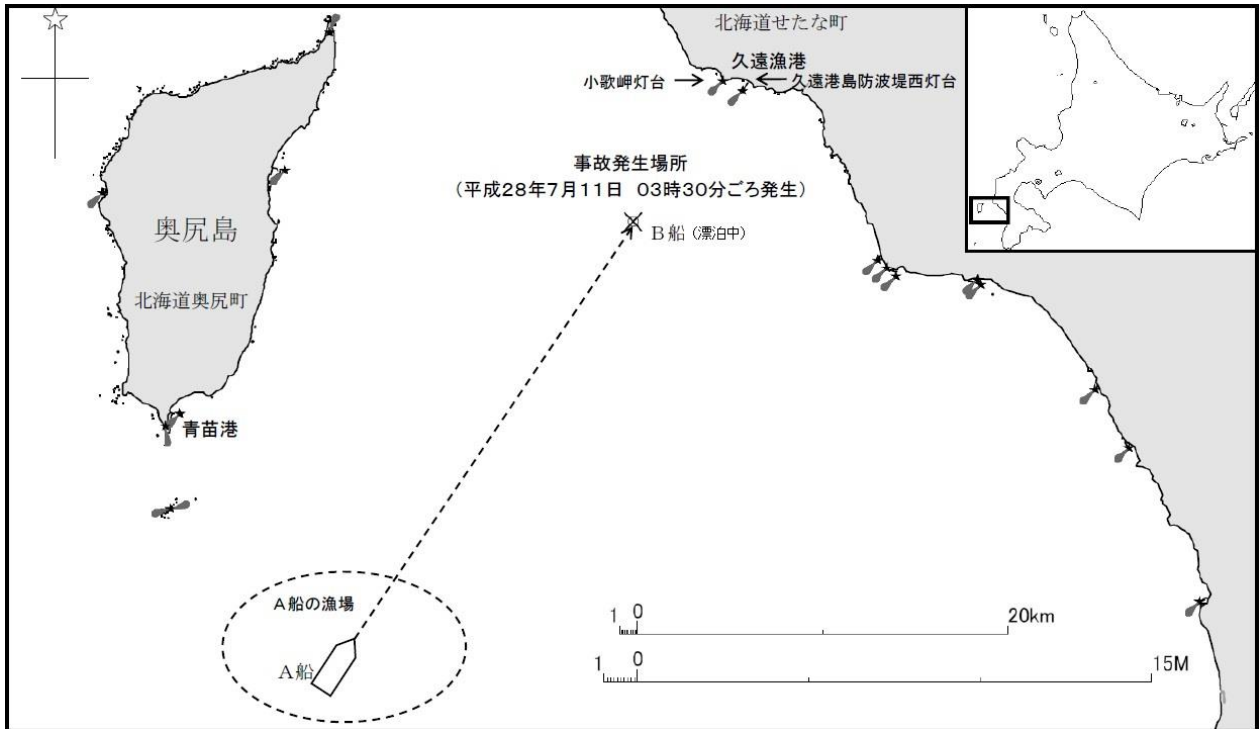 北海道せたな町
久遠漁港
小歌岬灯台
久遠港島防波堤西灯台
事故発生場所
（平成28年7月11日 03時30分ごろ発生）
B船（漂泊中）
奥尻島
北海道奥尻町
青苗港
A船の漁場
A船
1 0 20km
1 0 15M